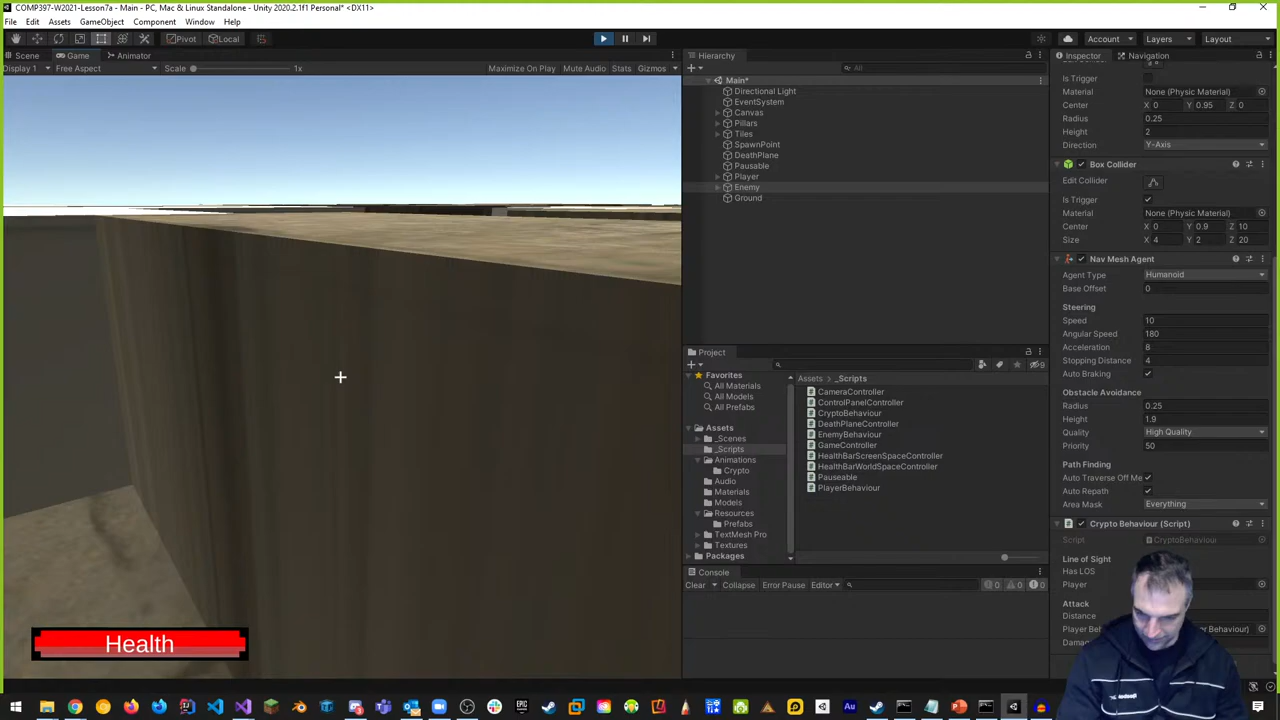 COMP397-W2021-Lesson7a - Main - PC, Mac & Linux Standalone - Unity 2020.2.1f1 Personal* <DX11>
File Edit Assets GameObject Component Window Help
Pivot Local Account Layers Layout
Scene Game Animator
Display 1 Free Aspect Scale 1x Maximize On Play Mute Audio Stats Gizmos
Health
Hierarchy
All
Main*
Directional Light
EventSystem
Canvas
Pillars
Tiles
SpawnPoint
DeathPlane
Pausable
Player
Enemy
Ground
Project
9
Favorites
All Materials
All Models
All Prefabs
Assets
_Scenes
_Scripts
Animations
Crypto
Audio
Materials
Models
Resources
Prefabs
TextMesh Pro
Textures
Packages
Assets > _Scripts
CameraController
ControlPanelController
CryptoBehaviour
DeathPlaneController
EnemyBehaviour
GameController
HealthBarScreenSpaceController
HealthBarWorldSpaceController
Pauseable
PlayerBehaviour
Console
Clear Collapse Error Pause Editor 0 0 0
Inspector Navigation
Is Trigger
Material None (Physic Material)
Center X 0 Y 0.95 Z 0
Radius 0.25
Height 2
Direction Y-Axis
Box Collider
Edit Collider
Is Trigger
Material None (Physic Material)
Center X 0 Y 0.9 Z 10
Size X 4 Y 2 Z 20
Nav Mesh Agent
Agent Type Humanoid
Base Offset 0
Steering
Speed 10
Angular Speed 180
Acceleration 8
Stopping Distance 4
Auto Braking
Obstacle Avoidance
Radius 0.25
Height 1.9
Quality High Quality
Priority 50
Path Finding
Auto Traverse Off Me
Auto Repath
Area Mask Everything
Crypto Behaviour (Script)
Script CryptoBehaviour
Line of Sight
Has LOS
Player
Attack
Distance
Player Be
Behaviour)
Dama